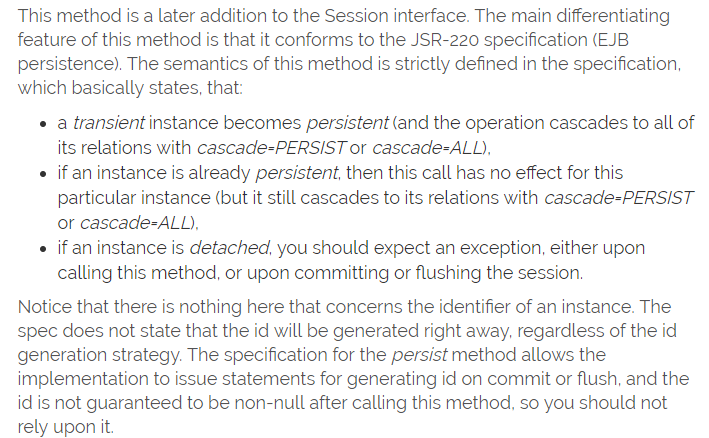 This method is a later addition to the Session interface. The main differentiating
feature of this method is that it conforms to the JSR-220 specification (EJB
persistence). The semantics of this method is strictly defined in the specification,
which basically states, that:
• a transient instance becomes persistent (and the operation cascades to all of
its relations with cascade=PERSIST or cascade=ALL),
• if an instance is already persistent, then this call has no effect for this
particular instance (but it still cascades to its relations with cascade=PERSIST
or cascade=ALL),
• if an instance is detached, you should expect an exception, either upon
calling this method, or upon committing or flushing the session.
Notice that there is nothing here that concerns the identifier of an instance. The
spec does not state that the id will be generated right away, regardless of the id
generation strategy. The specification for the persist method allows the
implementation to issue statements for generating id on commit or flush, and the
id is not guaranteed to be non-null after calling this method, so you should not
rely upon it.